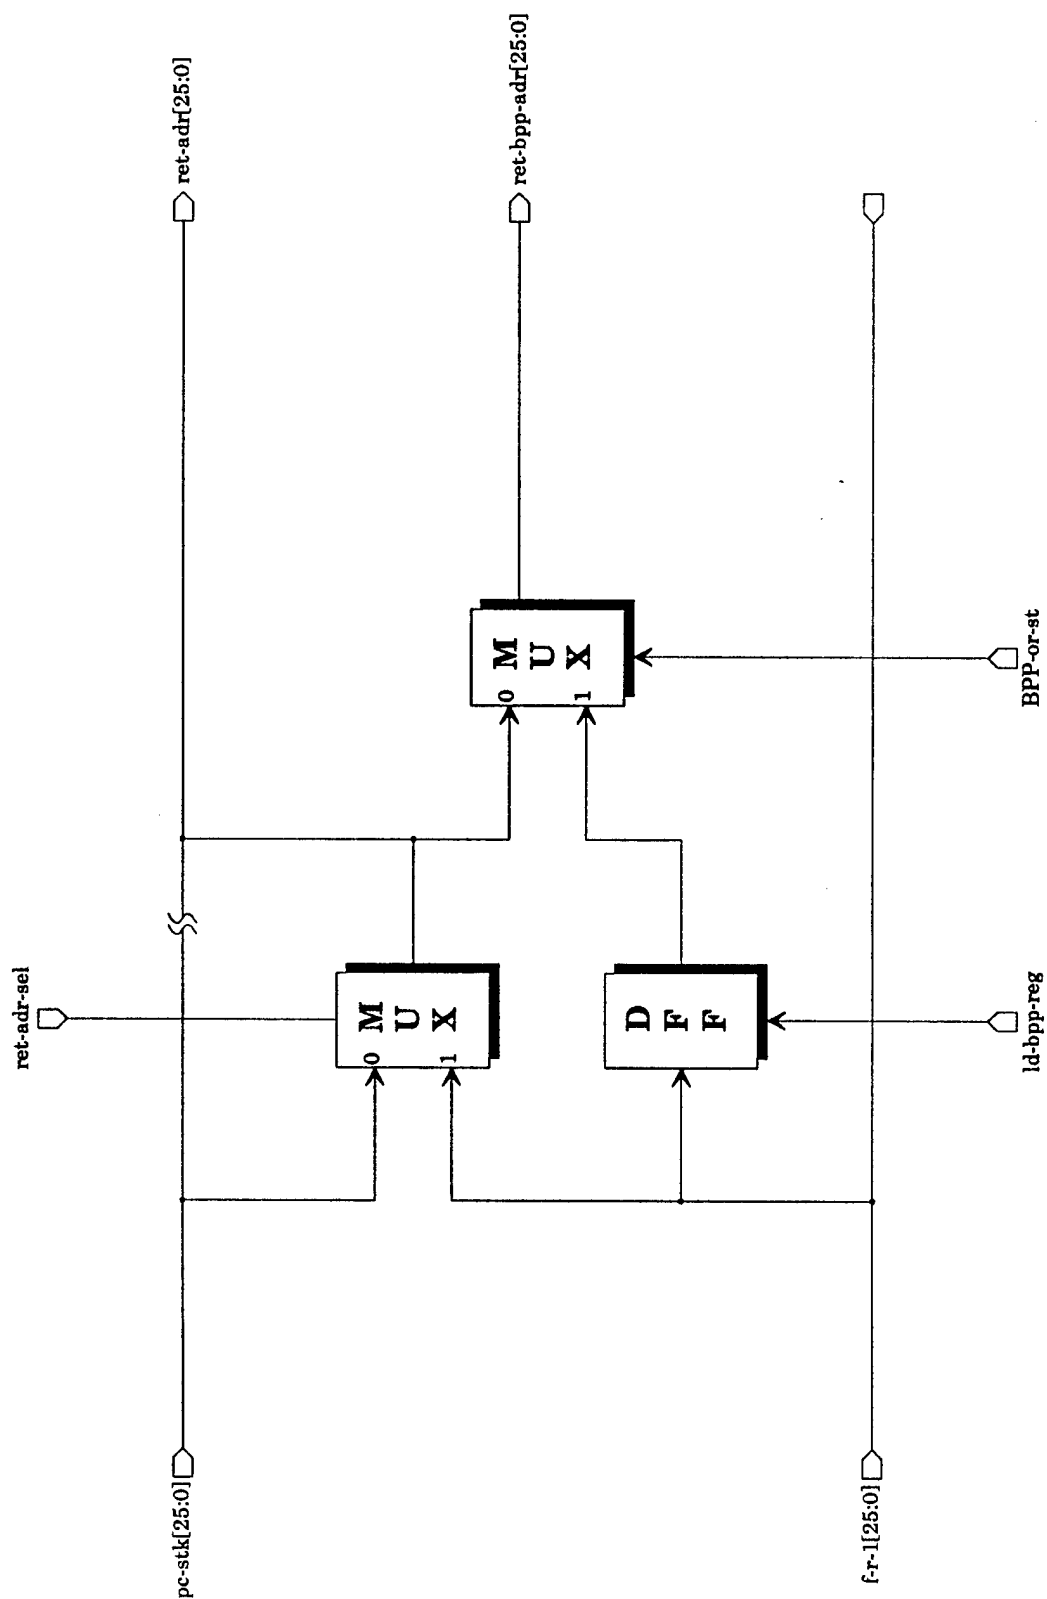 ret-adr-sel
pc-stk[25:0]
ret-adr[25:0]
0
M
U
X
1
0
M
U
X
1
ret-bpp-adr[25:0]
D
F
F
f-r-1[25:0]
ld-bpp-reg
BPP-or-st